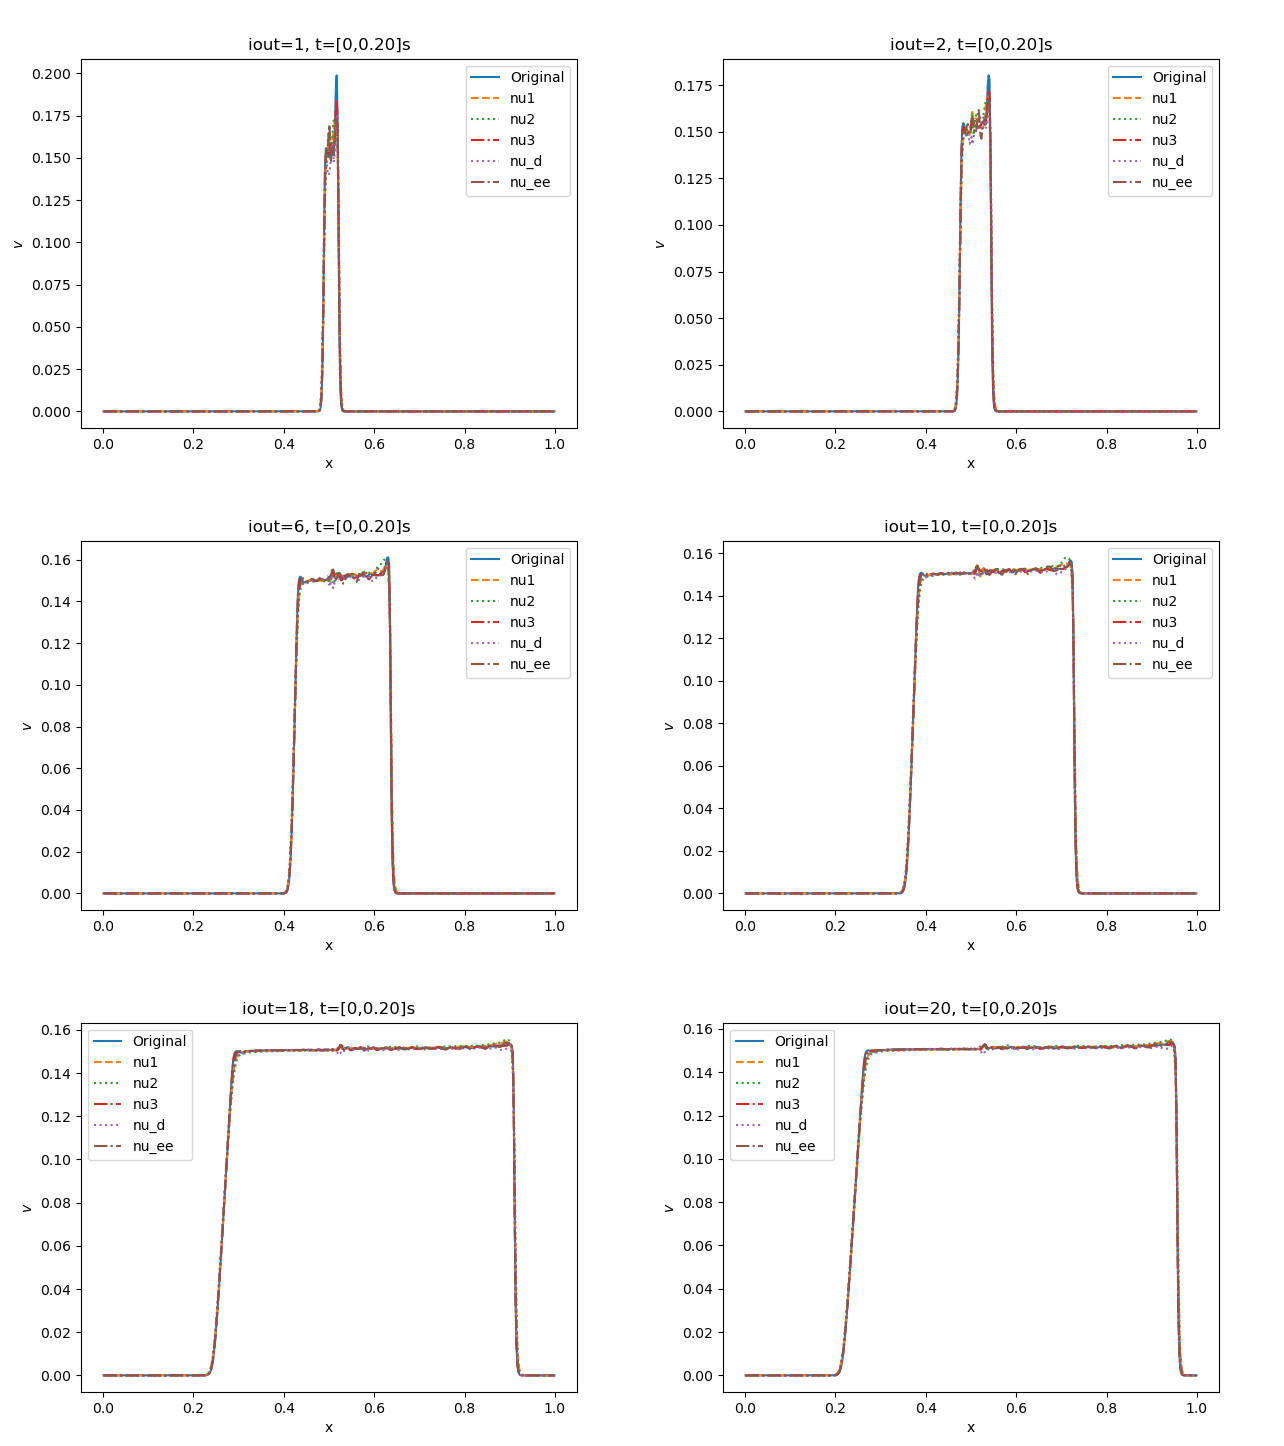 iout=1, t=[0,0.20]s
0.200
0.175
0.150
0.125
0.100
0.075
0.050
0.025
0.000
v
0.0 0.2 0.4 0.6 0.8 1.0
x
Original
nu1
nu2
nu3
nu_d
nu_ee
iout=2, t=[0,0.20]s
0.175
0.150
0.125
0.100
0.075
0.050
0.025
0.000
v
0.0 0.2 0.4 0.6 0.8 1.0
x
Original
nu1
nu2
nu3
nu_d
nu_ee
iout=6, t=[0,0.20]s
0.16
0.14
0.12
0.10
0.08
0.06
0.04
0.02
0.00
v
0.0 0.2 0.4 0.6 0.8 1.0
x
Original
nu1
nu2
nu3
nu_d
nu_ee
iout=10, t=[0,0.20]s
0.16
0.14
0.12
0.10
0.08
0.06
0.04
0.02
0.00
v
0.0 0.2 0.4 0.6 0.8 1.0
x
Original
nu1
nu2
nu3
nu_d
nu_ee
iout=18, t=[0,0.20]s
0.16
0.14
0.12
0.10
0.08
0.06
0.04
0.02
0.00
v
0.0 0.2 0.4 0.6 0.8 1.0
x
Original
nu1
nu2
nu3
nu_d
nu_ee
iout=20, t=[0,0.20]s
0.16
0.14
0.12
0.10
0.08
0.06
0.04
0.02
0.00
v
0.0 0.2 0.4 0.6 0.8 1.0
x
Original
nu1
nu2
nu3
nu_d
nu_ee